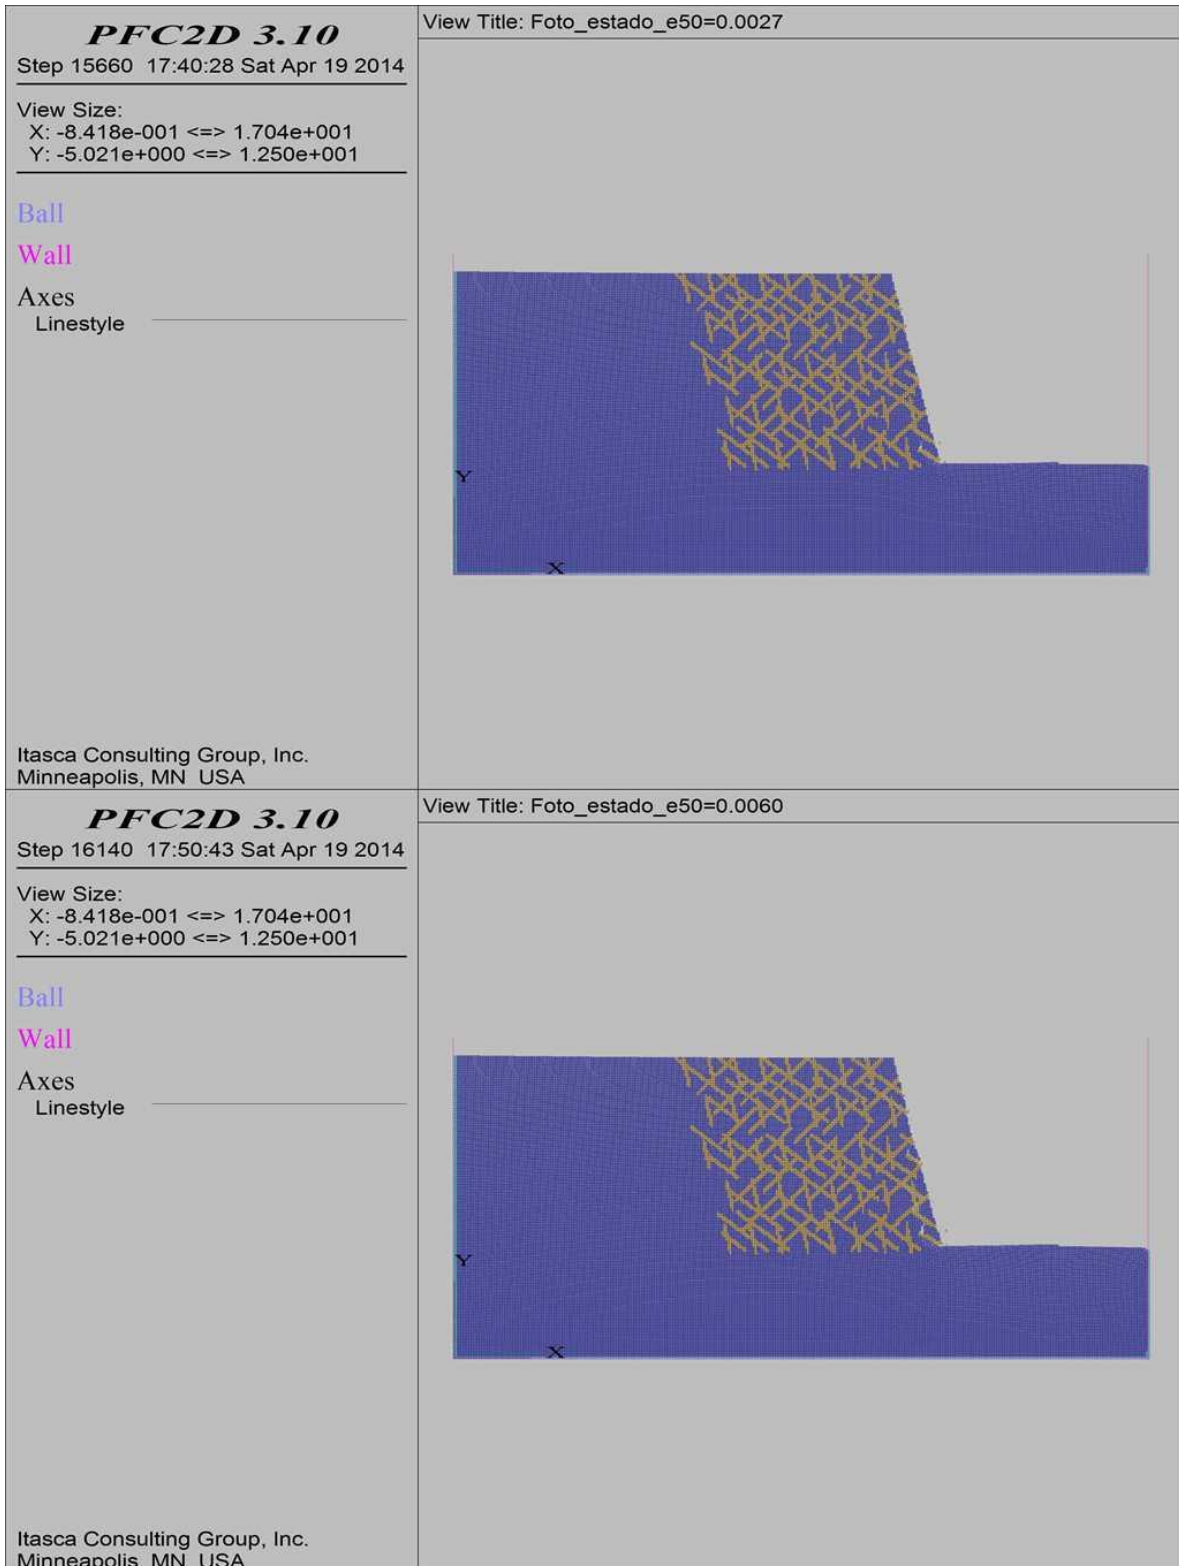 PFC2D 3.10
Step 15660 17:40:28 Sat Apr 19 2014
View Size:
X: -8.418e-001 <=> 1.704e+001
Y: -5.021e+000 <=> 1.250e+001
Ball
Wall
Axes
Linestyle
Itasca Consulting Group, Inc.
Minneapolis, MN USA
View Title: Foto_estado_e50=0.0027
Y
X
PFC2D 3.10
Step 16140 17:50:43 Sat Apr 19 2014
View Size:
X: -8.418e-001 <=> 1.704e+001
Y: -5.021e+000 <=> 1.250e+001
Ball
Wall
Axes
Linestyle
Itasca Consulting Group, Inc.
Minneapolis, MN USA
View Title: Foto_estado_e50=0.0060
Y
X